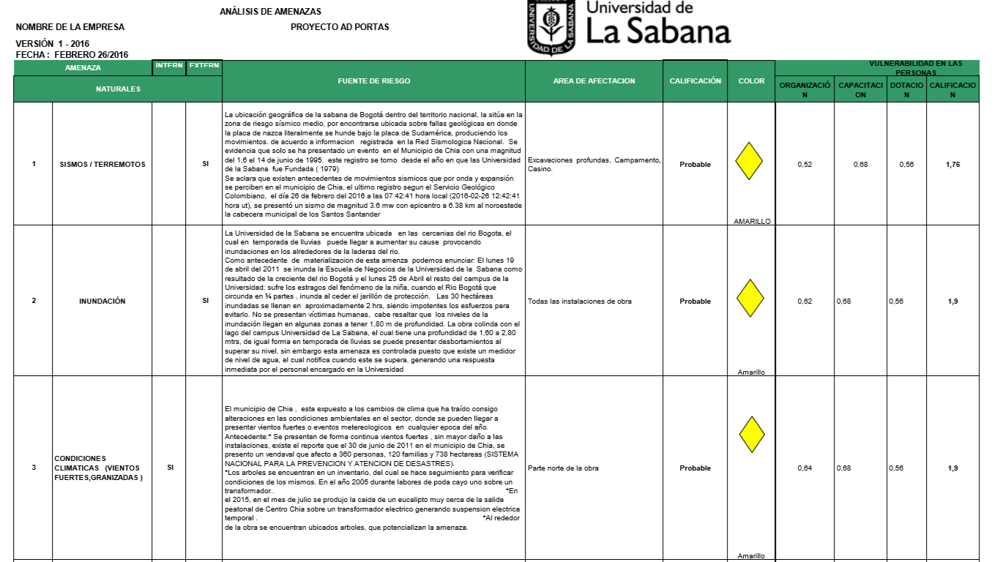 ANÁLISIS DE AMENAZAS
NOMBRE DE LA EMPRESA
PROYECTO AD PORTAS
VERSIÓN 1 - 2016
FECHA : FEBRERO 26/2016
UNIVERSIDAD DE LA SABANA
Universidad de
La Sabana
AMENAZA
INTERN
EXTERN
FUENTE DE RIESGO
AREA DE AFECTACION
CALIFICACIÓN
COLOR
VULNERABILIDAD EN LAS
PERSONAS
NATURALES
ORGANIZACIÓ
N
CAPACITACI
ON
DOTACIO
N
CALIFICACIO
N
1
SISMOS / TERREMOTOS
SI
La ubicación geográfica de la sabana de Bogotá dentro del territorio nacional, la sitúa en la
zona de riesgo sísmico medio, por encontrarse ubicada sobre fallas geológicas en donde
la placa de nazca literalmente se hunde bajo la placa de Sudamérica, produciendo los
movimientos. de acuerdo a informacion registrada en la Red Sismologica Nacional. Se
evidencia que solo se ha presentado un evento en el Municipio de Chia con una magnitud
del 1,6 el 14 de junio de 1995. este registro se tomo desde el año en que las Universidad
de la Sabana fue Fundada ( 1979)
Se aclara que existen antecedentes de movimientos sismicos que por onda y expansión
se perciben en el municipio de Chia, el ultimo registro segun el Servicio Geológico
Colombiano, el día 26 de febrero del 2016 a las 07:42:41 hora local (2016-02-26 12:42:41
hora ut), se presentó un sismo de magnitud 3.6 mw con epicentro a 6.38 km al noroestede
la cabecera municipal de los Santos Santander
Excavaciones profundas, Campamento,
Casino.
Probable
AMARILLO
0,52
0,68
0,56
1,76
2
INUNDACIÓN
SI
La Universidad de la Sabana se encuentra ubicada en las cercanias del rio Bogota, el
cual en temporada de lluvias puede llegar a aumentar su cause provocando
inundaciones en los alrededores de la laderas del rio.
Como antecedente de materializacion de esta amenza podemos enunciar: El lunes 19
de abril del 2011 se inunda la Escuela de Negocios de la Universidad de la Sabana como
resultado de la creciente del rio Bogotá y el lunes 25 de Abril el resto del campus de la
Universidad; sufre los estragos del fenómeno de la niña, cuando el Rio Bogotá que
circunda en ¾ partes , inunda al ceder el jarillón de protección. Las 30 hectáreas
inundadas se llenan en aproximadamente 2 hrs, siendo impotentes los esfuerzos para
evitarlo. No se presentan víctimas humanas, cabe resaltar que los niveles de la
inundación llegan en algunas zonas a tener 1,80 m de profundidad. La obra colinda con el
lago del campus Universidad de La Sabana, el cual tiene una profundidad de 1,60 a 2,80
mtrs, de igual forma en temporada de lluvias se puede presentar desbortamientos al
superar su nivel, sin embargo esta amenaza es controlada puesto que existe un medidor
de nivel de agua, el cual notifica cuando este se supera, generando una respuesta
inmediata por el personal encargado en la Universidad
Todas las instalaciones de obra
Probable
Amarillo
0,62
0,68
0,56
1,9
3
CONDICIONES
CLIMATICAS (VIENTOS
FUERTES,GRANIZADAS )
SI
El municipio de Chia , esta expuesto a los cambios de clima que ha traído consigo
alteraciones en las condiciones ambientales en el sector, donde se pueden llegar a
presentar vientos fuertes o eventos metereologicos en cualquier epoca del año.
Antecedente:* Se presentan de forma continua vientos fuertes , sin mayor daño a las
instalaciones, existe el reporte que el 30 de junio de 2011 en el municipio de Chia, se
presento un vendaval que afecto a 360 personas, 120 familias y 738 hectareas (SISTEMA
NACIONAL PARA LA PREVENCION Y ATENCION DE DESASTRES).
*Los arboles se encuentran en un inventario, del cual se hace seguimiento para verificar
condiciones de los mismos. En el año 2005 durante labores de poda cayo uno sobre un
transformador.. *En
el 2015, en el mes de julio se produjo la caida de un eucalipto muy cerca de la salida
peatonal de Centro Chia sobre un transformador electrico generando suspension electrica
temporal . *Al rededor
de la obra se encuentran ubicados arboles, que potencializan la amenaza.
Parte norte de la obra
Probable
Amarillo
0,64
0,68
0,56
1,9